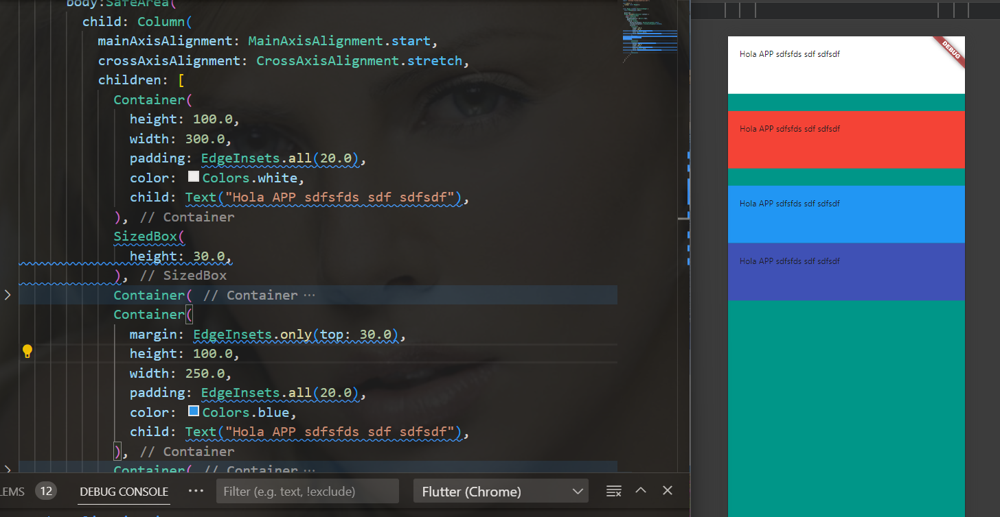 body:SafeArea(
child: Column(
mainAxisAlignment: MainAxisAlignment.start,
crossAxisAlignment: CrossAxisAlignment.stretch,
children: [
Container(
height: 100.0,
width: 300.0,
padding: EdgeInsets.all(20.0),
color: Colors.white,
child: Text("Hola APP sdfsfds sdf sdfsdf"),
), // Container
SizedBox(
height: 30.0,
), // SizedBox
Container( // Container ···
Container(
margin: EdgeInsets.only(top: 30.0),
height: 100.0,
width: 250.0,
padding: EdgeInsets.all(20.0),
color: Colors.blue,
child: Text("Hola APP sdfsfds sdf sdfsdf"),
), // Container
Container( // Container ···
LEMS 12 DEBUG CONSOLE ··· Filter (e.g. text, !exclude) Flutter (Chrome)
Hola APP sdfsfds sdf sdfsdf
DEBUG
Hola APP sdfsfds sdf sdfsdf
Hola APP sdfsfds sdf sdfsdf
Hola APP sdfsfds sdf sdfsdf